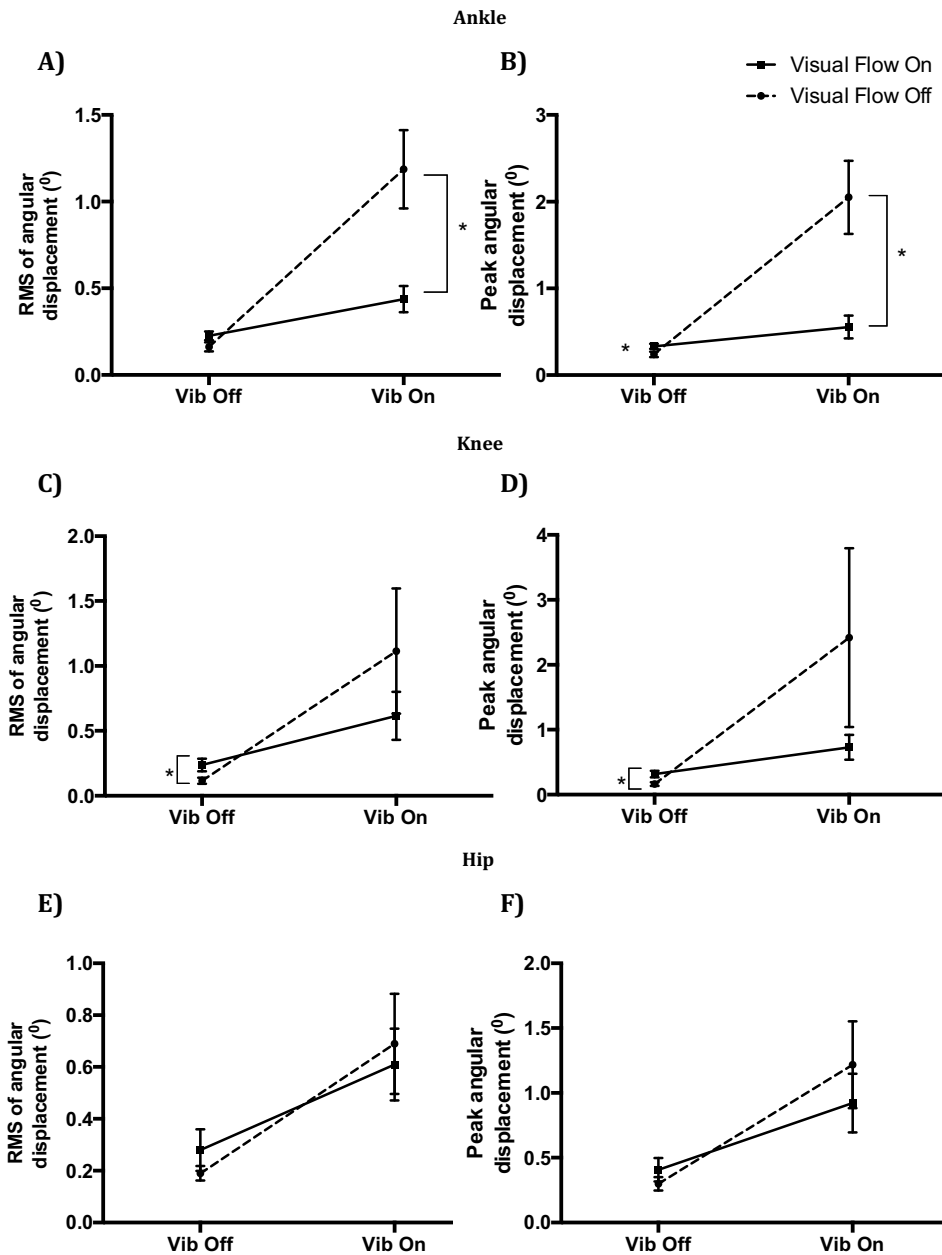 Ankle
A)
B)
Visual Flow On
Visual Flow Off
RMS of angular
displacement (⁰)
1.5
1.0
0.5
0.0
*
Vib Off
Vib On
Peak angular
displacement (⁰)
3
2
1
0
*
*
Vib Off
Vib On
Knee
C)
D)
RMS of angular
displacement (⁰)
2.0
1.5
1.0
0.5
0.0
*
Vib Off
Vib On
Peak angular
displacement (⁰)
4
3
2
1
0
*
Vib Off
Vib On
Hip
E)
F)
RMS of angular
displacement (⁰)
1.0
0.8
0.6
0.4
0.2
0.0
Vib Off
Vib On
Peak angular
displacement (⁰)
2.0
1.5
1.0
0.5
0.0
Vib Off
Vib On